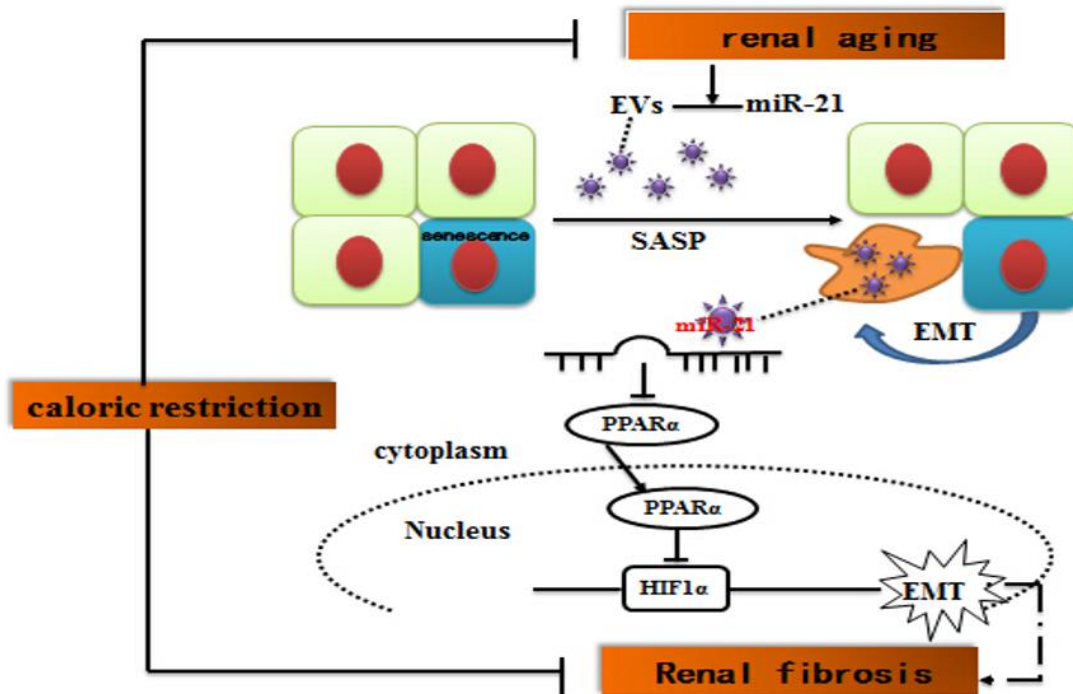 renal aging
EVs
miR-21
senescence
SASP
miR-21
EMT
caloric restriction
PPARα
cytoplasm
PPARα
Nucleus
HIF1α
EMT
Renal fibrosis